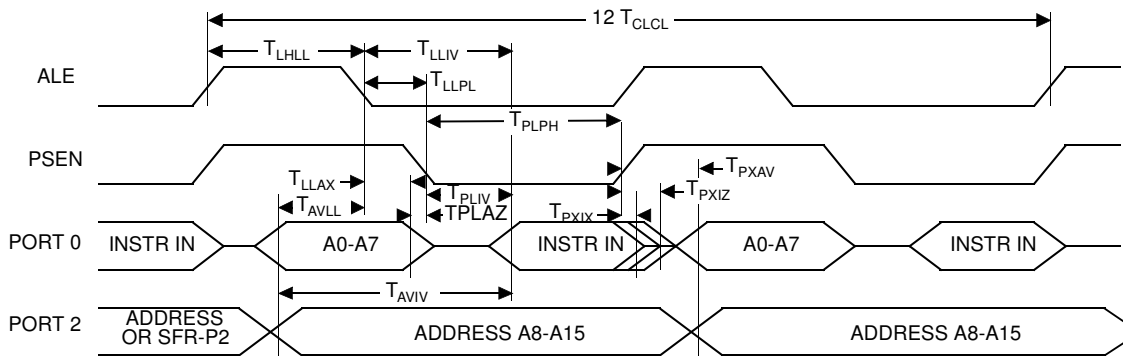 12 TCLCL
TLHLL TLLIV
ALE
TLLPL
TPLPH
PSEN
TPXAV
TLLAX
TPLIV
TPXIZ
TAVLL
TPLAZ
TPXIX
PORT 0 INSTR IN A0-A7 INSTR IN A0-A7 INSTR IN
TAVIV
PORT 2 ADDRESS
OR SFR-P2 ADDRESS A8-A15 ADDRESS A8-A15